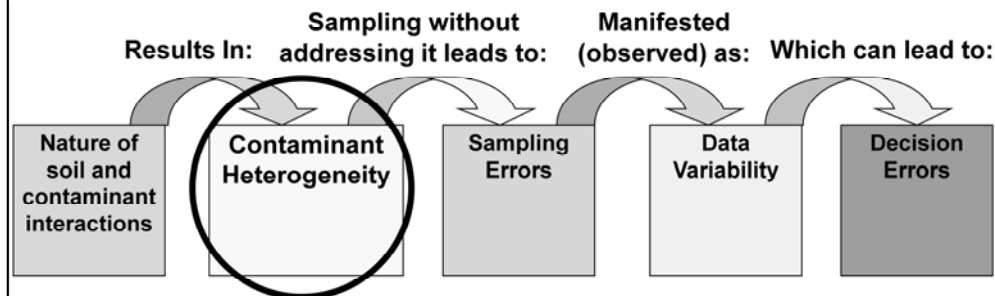 Results In:
Sampling without
addressing it leads to:
Manifested
(observed) as:
Which can lead to:
Nature of
soil and
contaminant
interactions
Contaminant
Heterogeneity
Sampling
Errors
Data
Variability
Decision
Errors